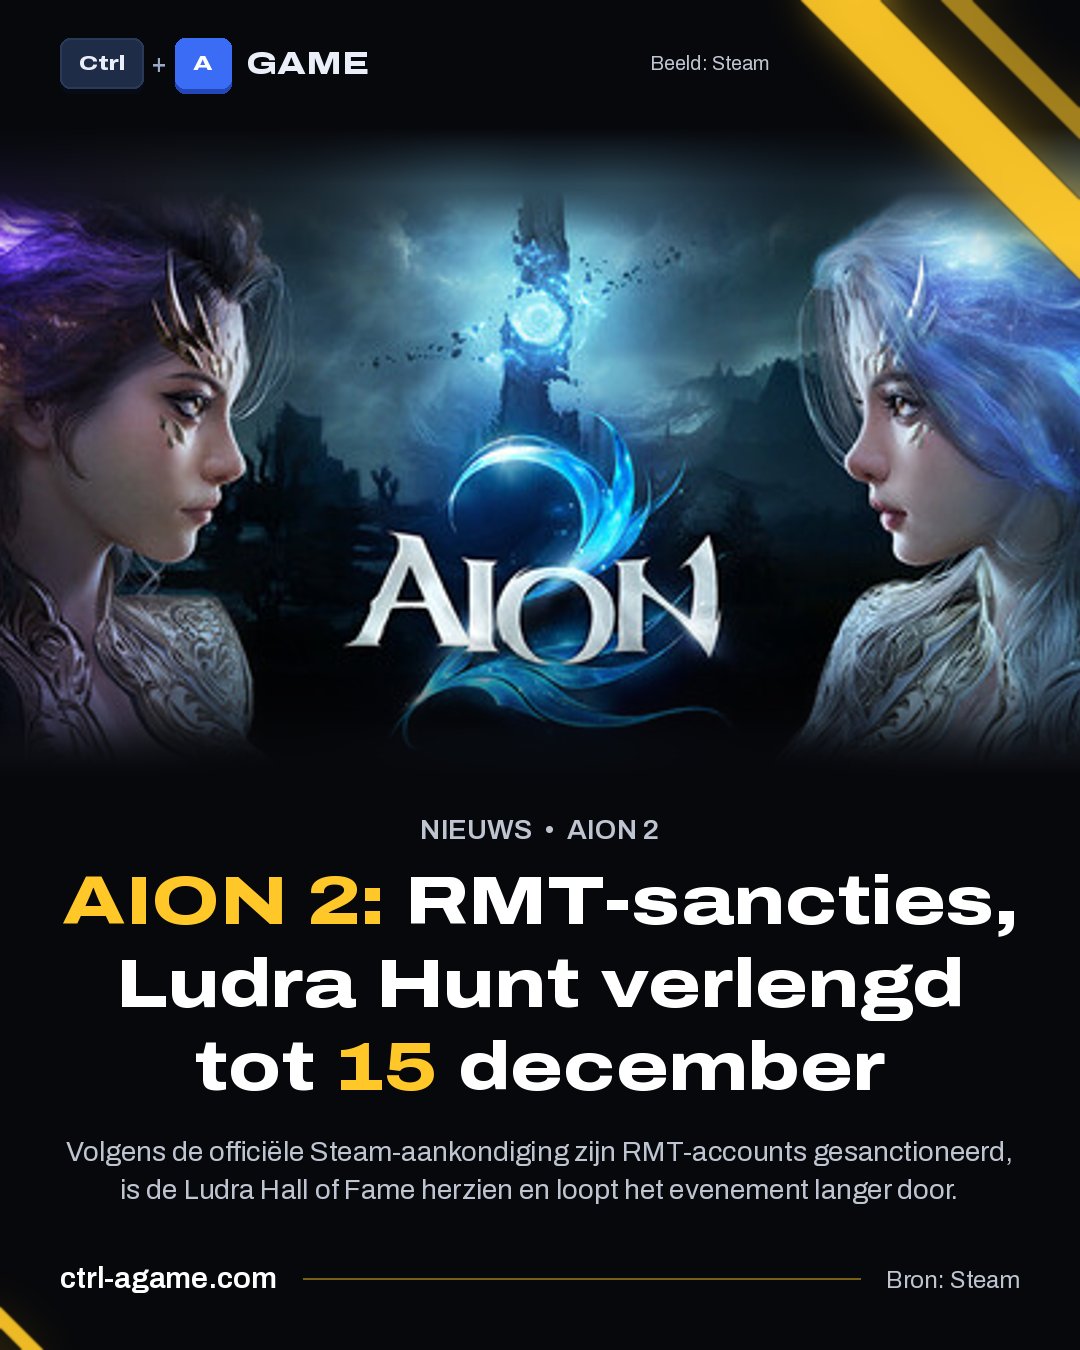 Ctrl + A GAME
Beeld: Steam
AION 2
NIEUWS • AION 2
AION 2: RMT-sancties,
Ludra Hunt verlengd
tot 15 december
Volgens de officiële Steam-aankondiging zijn RMT-accounts gesanctioneerd,
is de Ludra Hall of Fame herzien en loopt het evenement langer door.
ctrl-agame.com
Bron: Steam